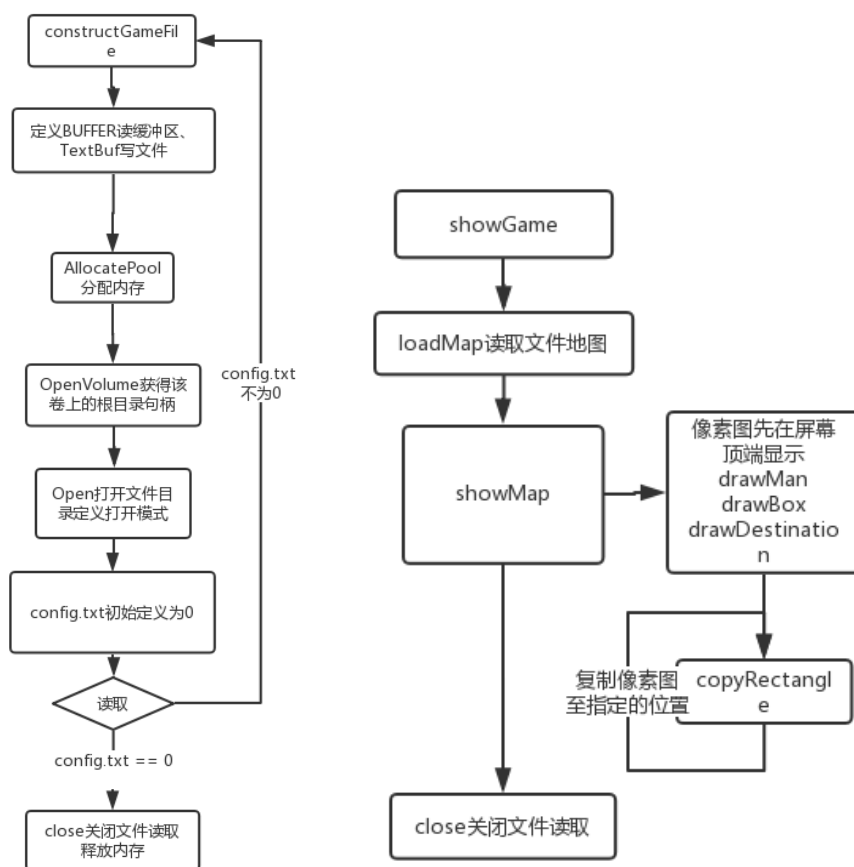 constructGameFil
e
定义BUFFER读缓冲区、
TextBuf写文件
AllocatePool
分配内存
OpenVolume获得该
卷上的根目录句柄
config.txt
不为0
Open打开文件目
录定义打开模式
config.txt初始定义为0
读取
config.txt == 0
close关闭文件读取
释放内存
showGame
loadMap读取文件地图
showMap
像素图先在屏幕
顶端显示
drawMan
drawBox
drawDestinatio
n
复制像素图
至指定的位置
copyRectangl
e
close关闭文件读取